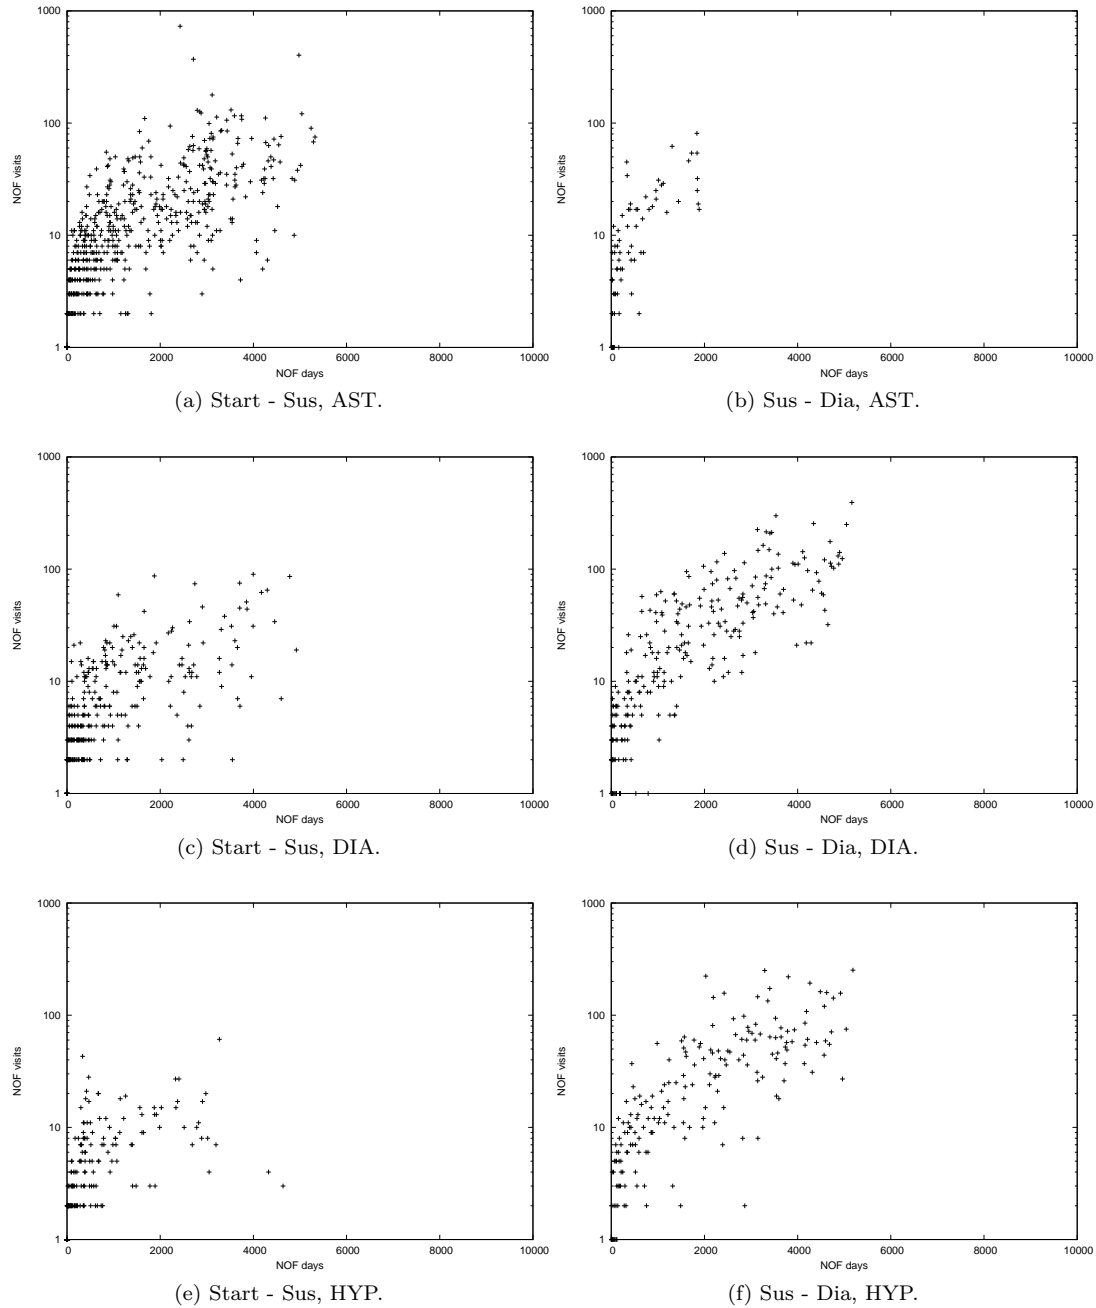 1000
100
10
1
NOF visits
0 2000 4000 6000 8000 10000
NOF days
(a) Start - Sus, AST.
1000
100
10
1
NOF visits
0 2000 4000 6000 8000 10000
NOF days
(b) Sus - Dia, AST.
1000
100
10
1
NOF visits
0 2000 4000 6000 8000 10000
NOF days
(c) Start - Sus, DIA.
1000
100
10
1
NOF visits
0 2000 4000 6000 8000 10000
NOF days
(d) Sus - Dia, DIA.
1000
100
10
1
NOF visits
0 2000 4000 6000 8000 10000
NOF days
(e) Start - Sus, HYP.
1000
100
10
1
NOF visits
0 2000 4000 6000 8000 10000
NOF days
(f) Sus - Dia, HYP.